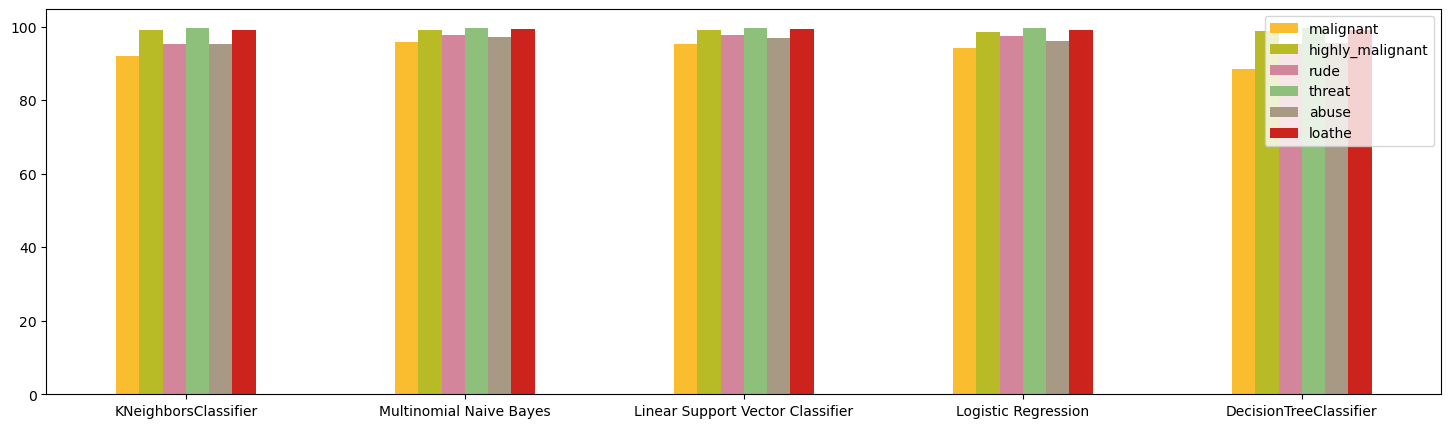 100
80
60
40
20
0
malignant
highly_malignant
rude
threat
abuse
loathe
KNeighborsClassifier
Multinomial Naive Bayes
Linear Support Vector Classifier
Logistic Regression
DecisionTreeClassifier